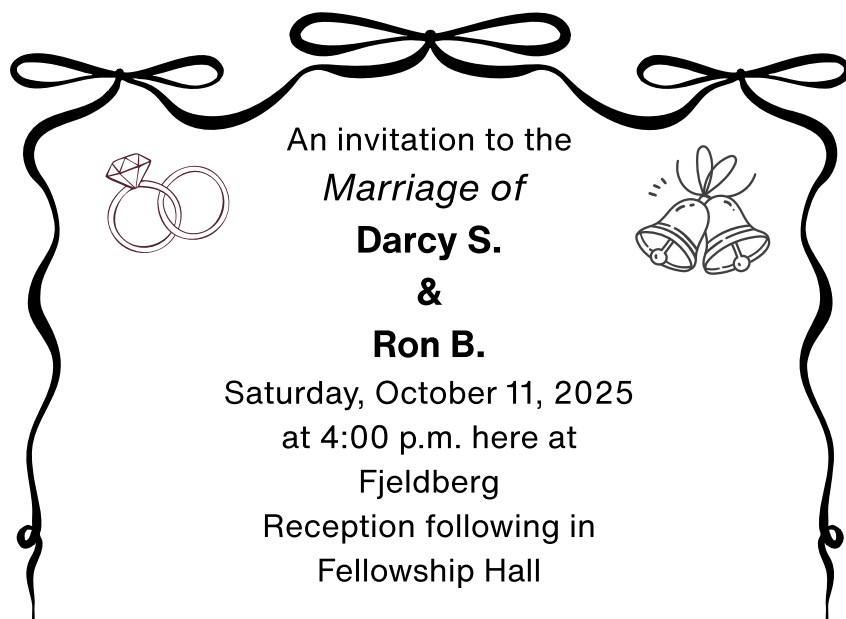 An invitation to the
Marriage of
Darcy S.
&
Ron B.
Saturday, October 11, 2025
at 4:00 p.m. here at
Fjeldberg
Reception following in
Fellowship Hall